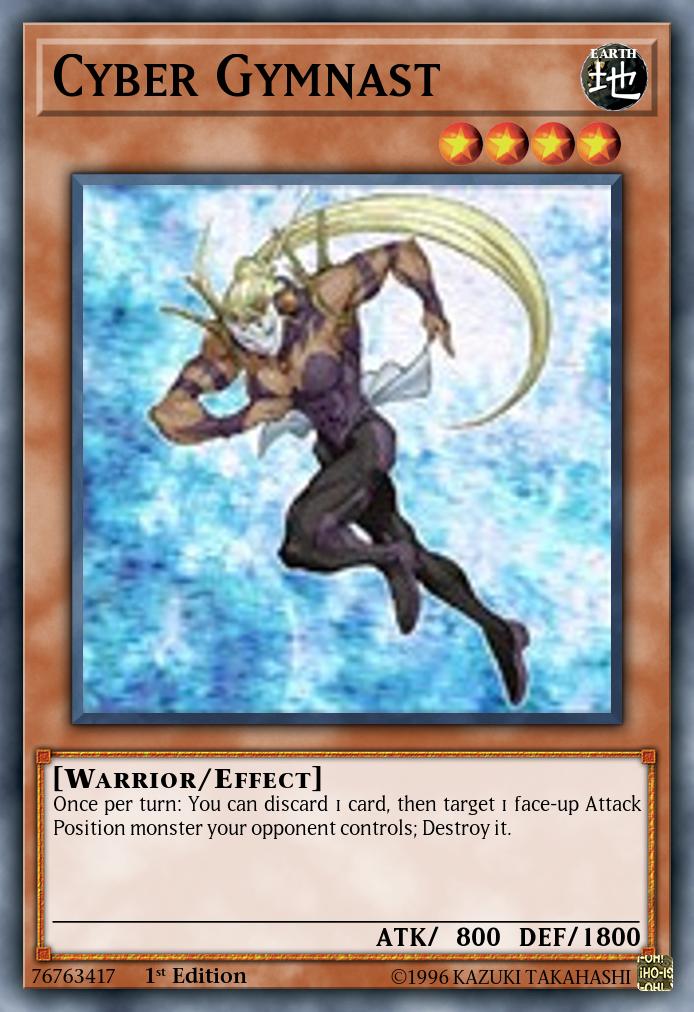 Cyber Gymnast
EARTH
地
[Warrior/Effect]
Once per turn: You can discard 1 card, then target 1 face-up Attack
Position monster your opponent controls; Destroy it.
ATK/ 800 DEF/1800
76763417 1st Edition ©1996 KAZUKI TAKAHASHI